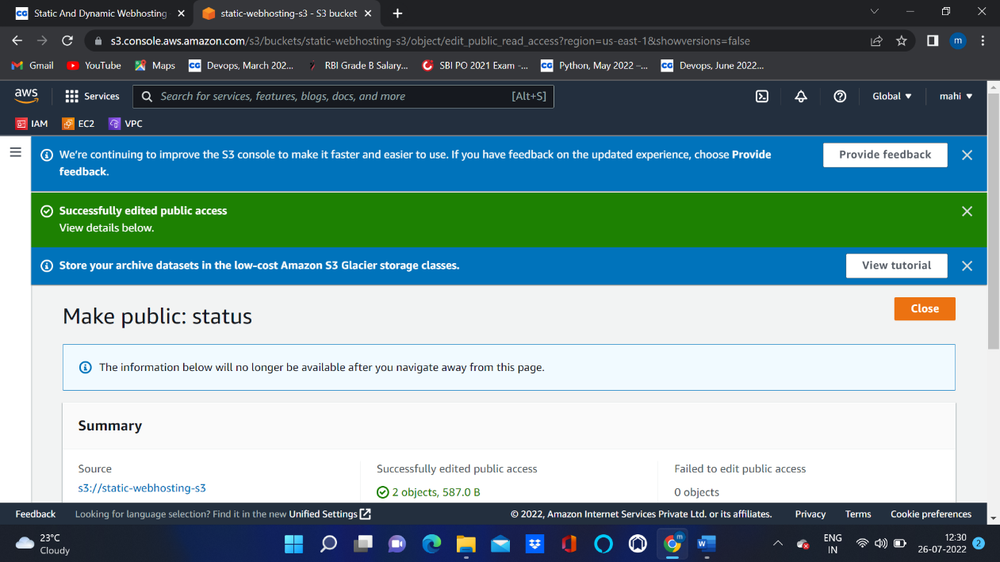 Static And Dynamic Webhosting
static-webhosting-s3 - S3 bucket
s3.console.aws.amazon.com/s3/buckets/static-webhosting-s3/object/edit_public_read_access?region=us-east-1&showversions=false
m
Gmail
YouTube
Maps
Devops, March 202...
RBI Grade B Salary...
SBI PO 2021 Exam -...
Python, May 2022 –...
Devops, June 2022...
aws
Services
Search for services, features, blogs, docs, and more
[Alt+S]
Global
mahi
IAM
EC2
VPC
We're continuing to improve the S3 console to make it faster and easier to use. If you have feedback on the updated experience, choose Provide
feedback.
Provide feedback
Successfully edited public access
View details below.
Store your archive datasets in the low-cost Amazon S3 Glacier storage classes.
View tutorial
Make public: status
Close
The information below will no longer be available after you navigate away from this page.
Summary
Source
s3://static-webhosting-s3
Successfully edited public access
2 objects, 587.0 B
Failed to edit public access
0 objects
Feedback
Looking for language selection? Find it in the new Unified Settings
© 2022, Amazon Internet Services Private Ltd. or its affiliates.
Privacy
Terms
Cookie preferences
23°C
Cloudy
ENG
IN
12:30
26-07-2022
2